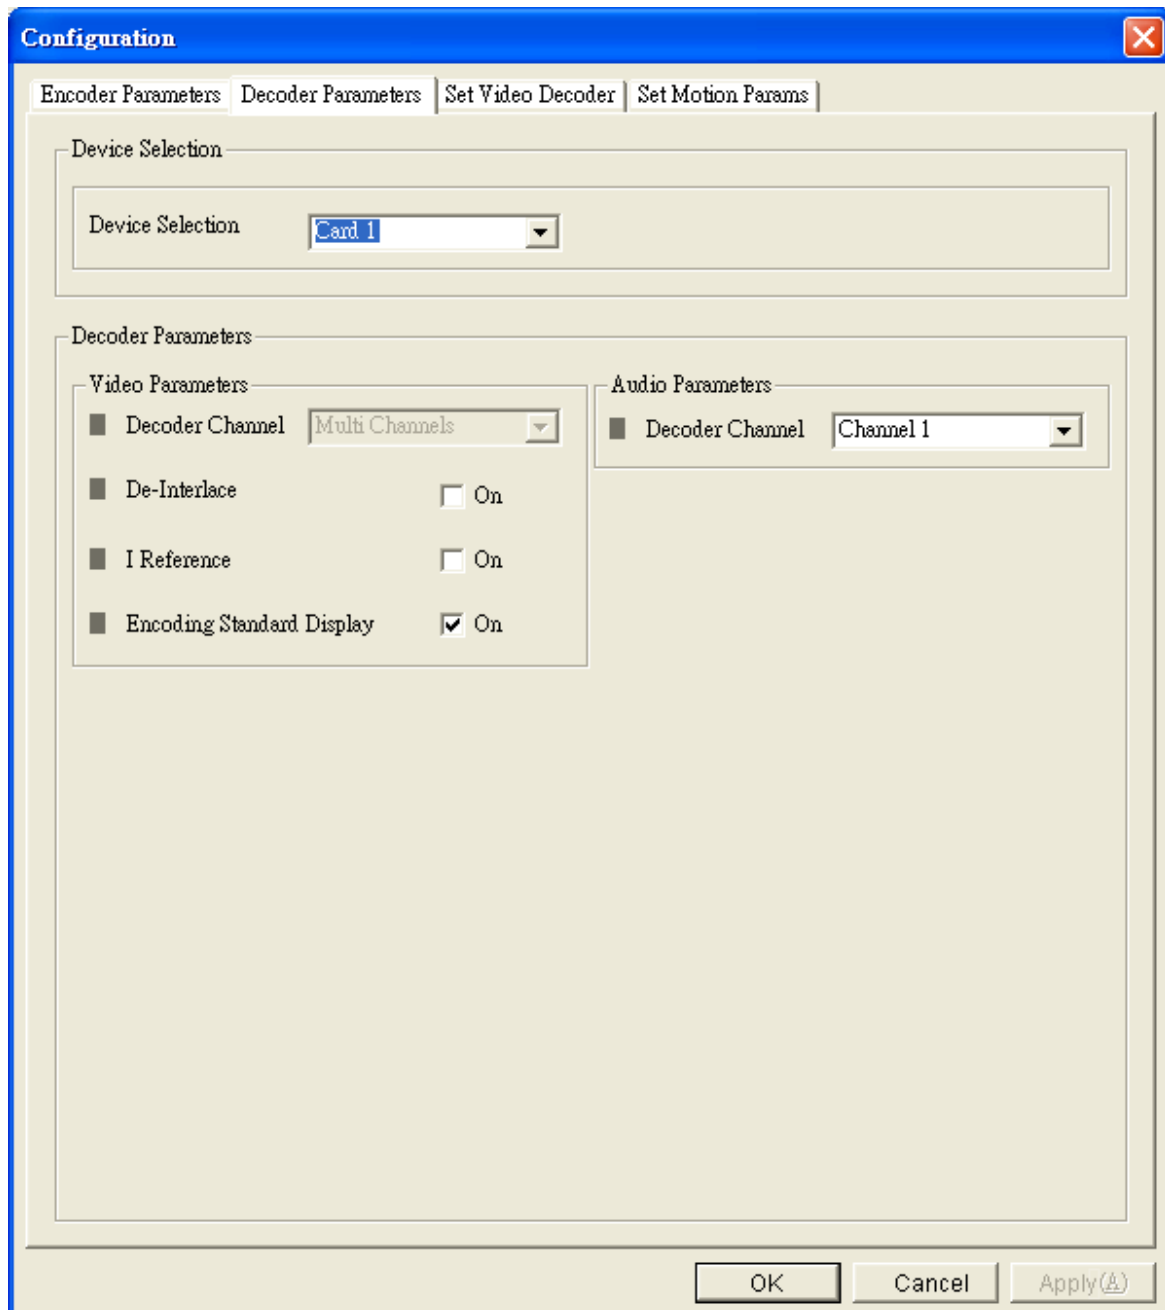 Configuration
Encoder Parameters Decoder Parameters Set Video Decoder Set Motion Params
Device Selection
Device Selection Card 1
Decoder Parameters
Video Parameters
Decoder Channel Multi Channels
De-Interlace On
I Reference On
Encoding Standard Display On
Audio Parameters
Decoder Channel Channel 1
OK Cancel Apply(A)